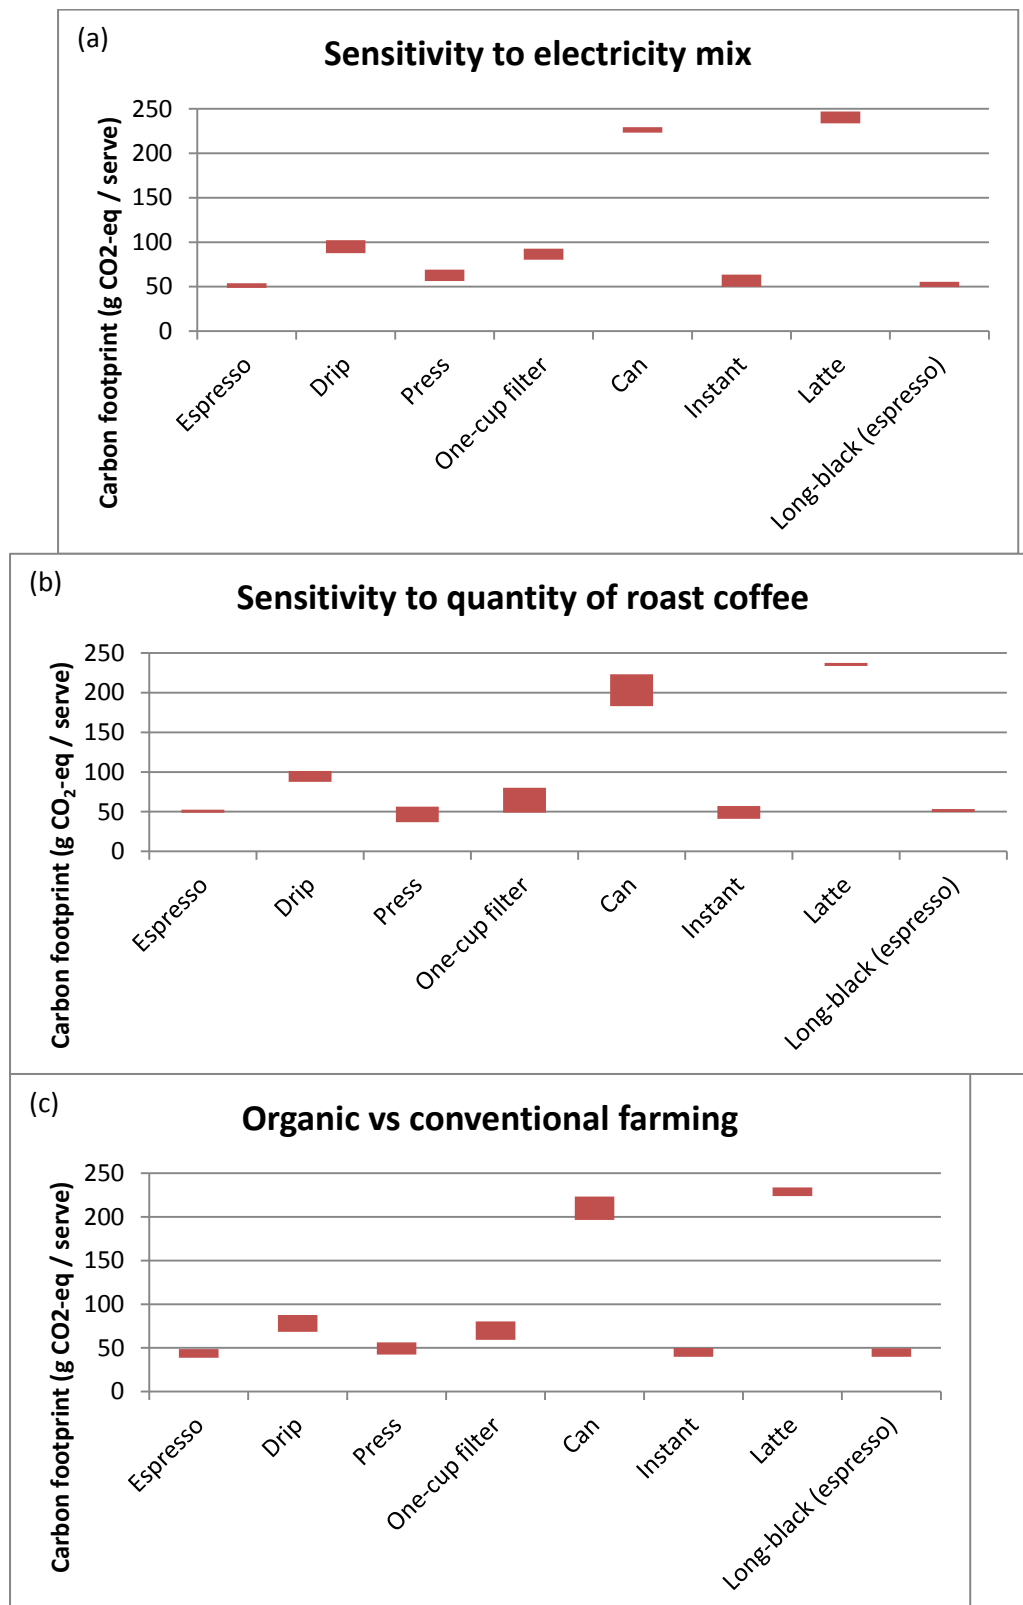 (a)
Sensitivity to electricity mix
Carbon footprint (g CO2-eq / serve)
250
200
150
100
50
0
Espresso
Drip
Press
One-cup filter
Can
Instant
Latte
Long-black (espresso)
(b)
Sensitivity to quantity of roast coffee
Carbon footprint (g CO₂-eq / serve)
250
200
150
100
50
0
Espresso
Drip
Press
One-cup filter
Can
Instant
Latte
Long-black (espresso)
(c)
Organic vs conventional farming
Carbon footprint (g CO2-eq / serve)
250
200
150
100
50
0
Espresso
Drip
Press
One-cup filter
Can
Instant
Latte
Long-black (espresso)